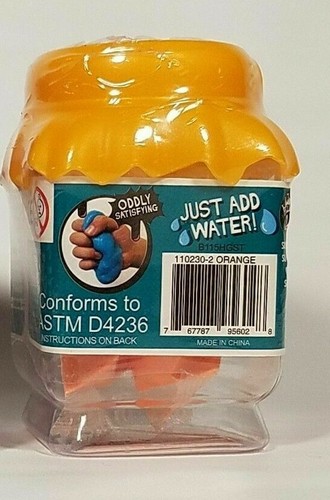 ODDLY
SATISFYING
JUST ADD
WATER!
B115HGST
110230-2 ORANGE
7 67787 95602 8
MADE IN CHINA
Conforms to
ASTM D4236
INSTRUCTIONS ON BACK